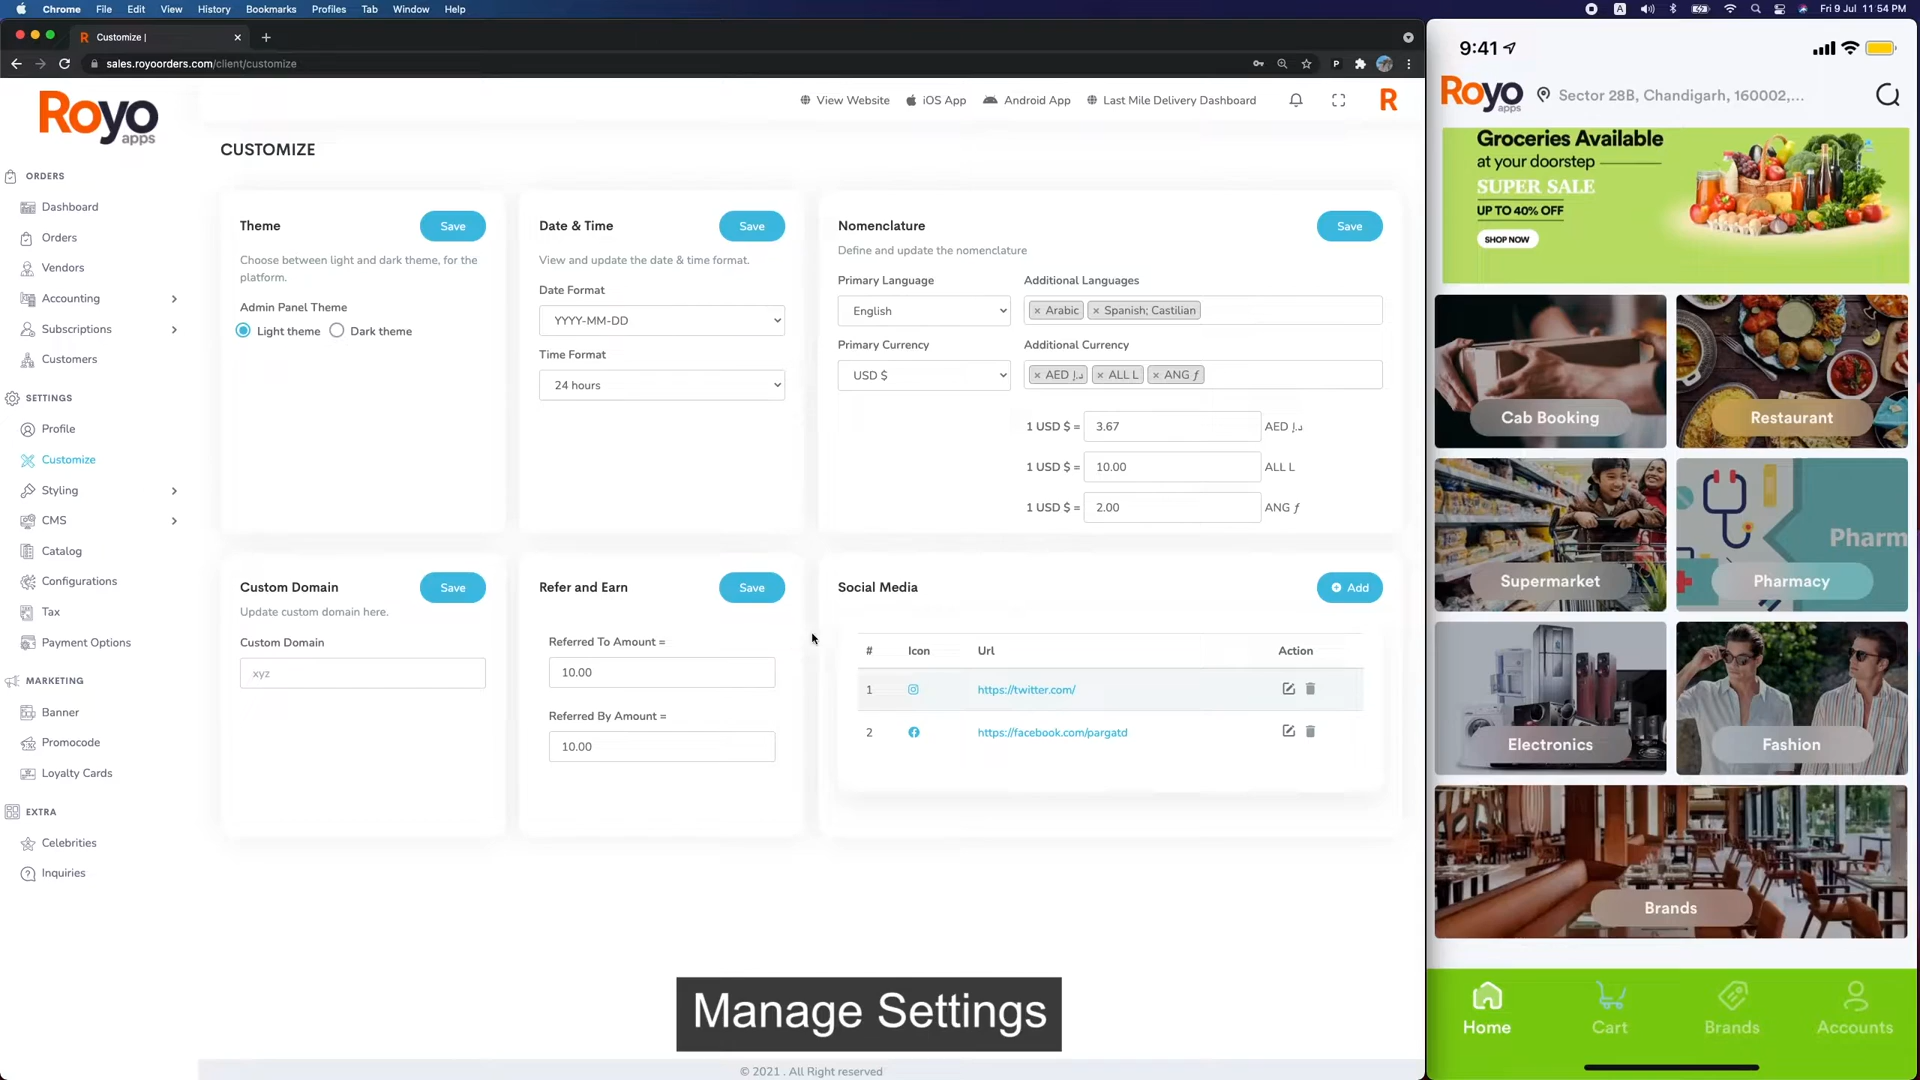 Chrome File Edit View History Bookmarks Profiles Tab Window Help
Fri 9 Jul 11:54 PM
Customize |
sales.royoorders.com/client/customize
Royo
apps
View Website
iOS App
Android App
Last Mile Delivery Dashboard
R
CUSTOMIZE
ORDERS
Dashboard
Orders
Vendors
Accounting
Subscriptions
Customers
SETTINGS
Profile
Customize
Styling
CMS
Catalog
Configurations
Tax
Payment Options
MARKETING
Banner
Promocode
Loyalty Cards
EXTRA
Celebrities
Inquiries
Theme
Save
Choose between light and dark theme, for the
platform.
Admin Panel Theme
Light theme
Dark theme
Date & Time
Save
View and update the date & time format.
Date Format
YYYY-MM-DD
Time Format
24 hours
Nomenclature
Save
Define and update the nomenclature
Primary Language
English
Additional Languages
× Arabic × Spanish; Castilian
Primary Currency
USD $
Additional Currency
× AED د.إ × ALL L × ANG ƒ
1 USD $ = 3.67 AED د.إ
1 USD $ = 10.00 ALL L
1 USD $ = 2.00 ANG ƒ
Custom Domain
Save
Update custom domain here.
Custom Domain
xyz
Refer and Earn
Save
Referred To Amount =
10.00
Referred By Amount =
10.00
Social Media
Add
# Icon Url Action
1 https://twitter.com/
2 https://facebook.com/pargatd
Manage Settings
© 2021 . All Right reserved
9:41
Royo
apps
Sector 28B, Chandigarh, 160002,...
Groceries Available
at your doorstep
SUPER SALE
UP TO 40% OFF
SHOP NOW
Cab Booking
Restaurant
Supermarket
Pharm
Pharmacy
Electronics
Fashion
Brands
Home
Cart
Brands
Accounts